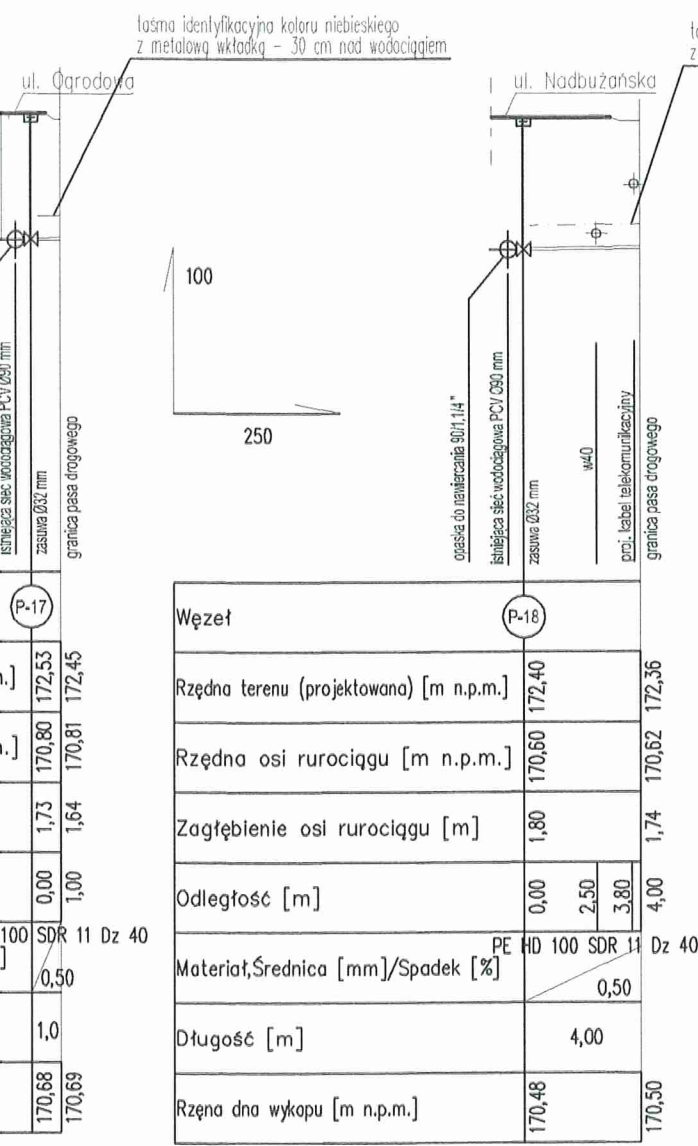 taśma identyfikacyjna koloru niebieskiego
z metalową wkładką - 30 cm nad wodociągiem
ul. Ogrodowa
istniejąca sieć wodociągowa PCV Ø90 mm
zasuwa Ø32 mm
granica pasa drogowego
P-17
172,53
172,45
170,80
170,81
1.73
1,64
0,00
1,00
100 SDR 11 Dz 40
0,50
1,0
170,68
170,69
100
250
z
ul. Nadbużańska
opaska do nawiercania 90/1,1/4"
istniejąca sieć wodociągowa PCV O90 mm
zasuwa Ø32 mm
w40
proj. kabel telekomunikacyjny
granica pasa drogowego
Węzeł
P-18
Rzędna terenu (projektowana) [m n.p.m.]
172,40
172,36
Rzędna osi rurociągu [m n.p.m.]
170,60
170,62
Zagłębienie osi rurociągu [m]
1,80
1,74
Odległość [m]
0,00
2,50
3,80
4,00
Materiał,Średnica [mm]/Spadek [%]
PE HD 100 SDR 11 Dz 40
0,50
Długość [m]
4,00
Rzęna dna wykopu [m n.p.m.]
170,48
170,50